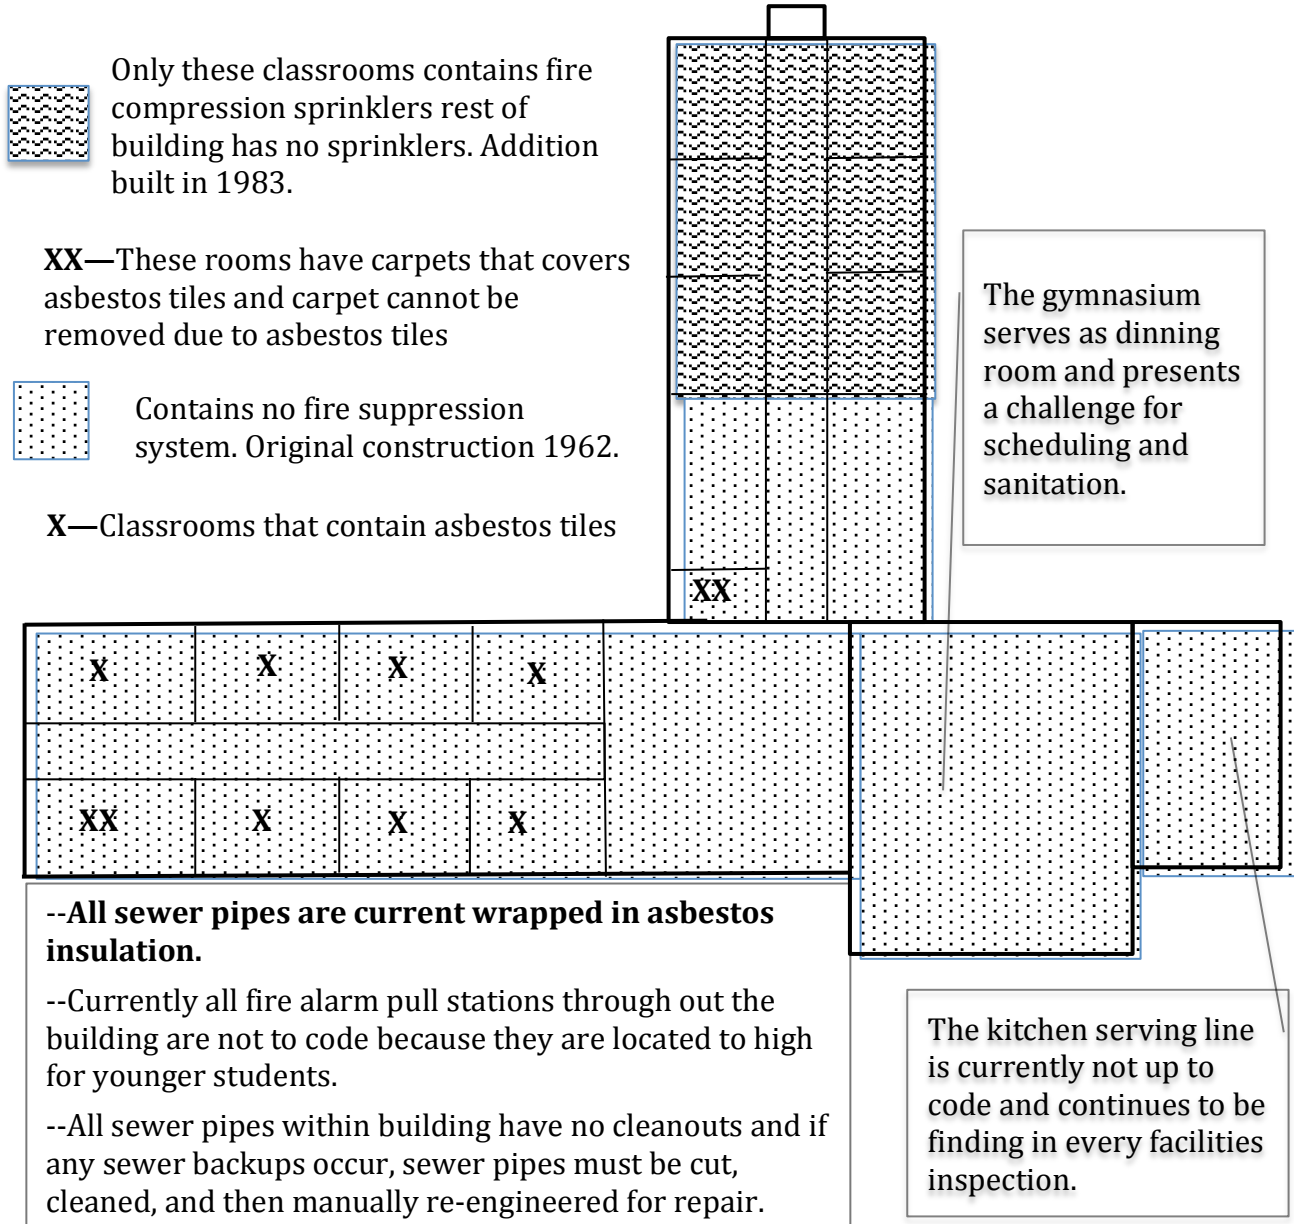 Only these classrooms contains fire
compression sprinklers rest of
building has no sprinklers. Addition
built in 1983.
XX—These rooms have carpets that covers
asbestos tiles and carpet cannot be
removed due to asbestos tiles
Contains no fire suppression
system. Original construction 1962.
X—Classrooms that contain asbestos tiles
The gymnasium
serves as dinning
room and presents
a challenge for
scheduling and
sanitation.
XX
X X X X
XX X X X
--All sewer pipes are current wrapped in asbestos
insulation.
--Currently all fire alarm pull stations through out the
building are not to code because they are located to high
for younger students.
--All sewer pipes within building have no cleanouts and if
any sewer backups occur, sewer pipes must be cut,
cleaned, and then manually re-engineered for repair.
The kitchen serving line
is currently not up to
code and continues to be
finding in every facilities
inspection.